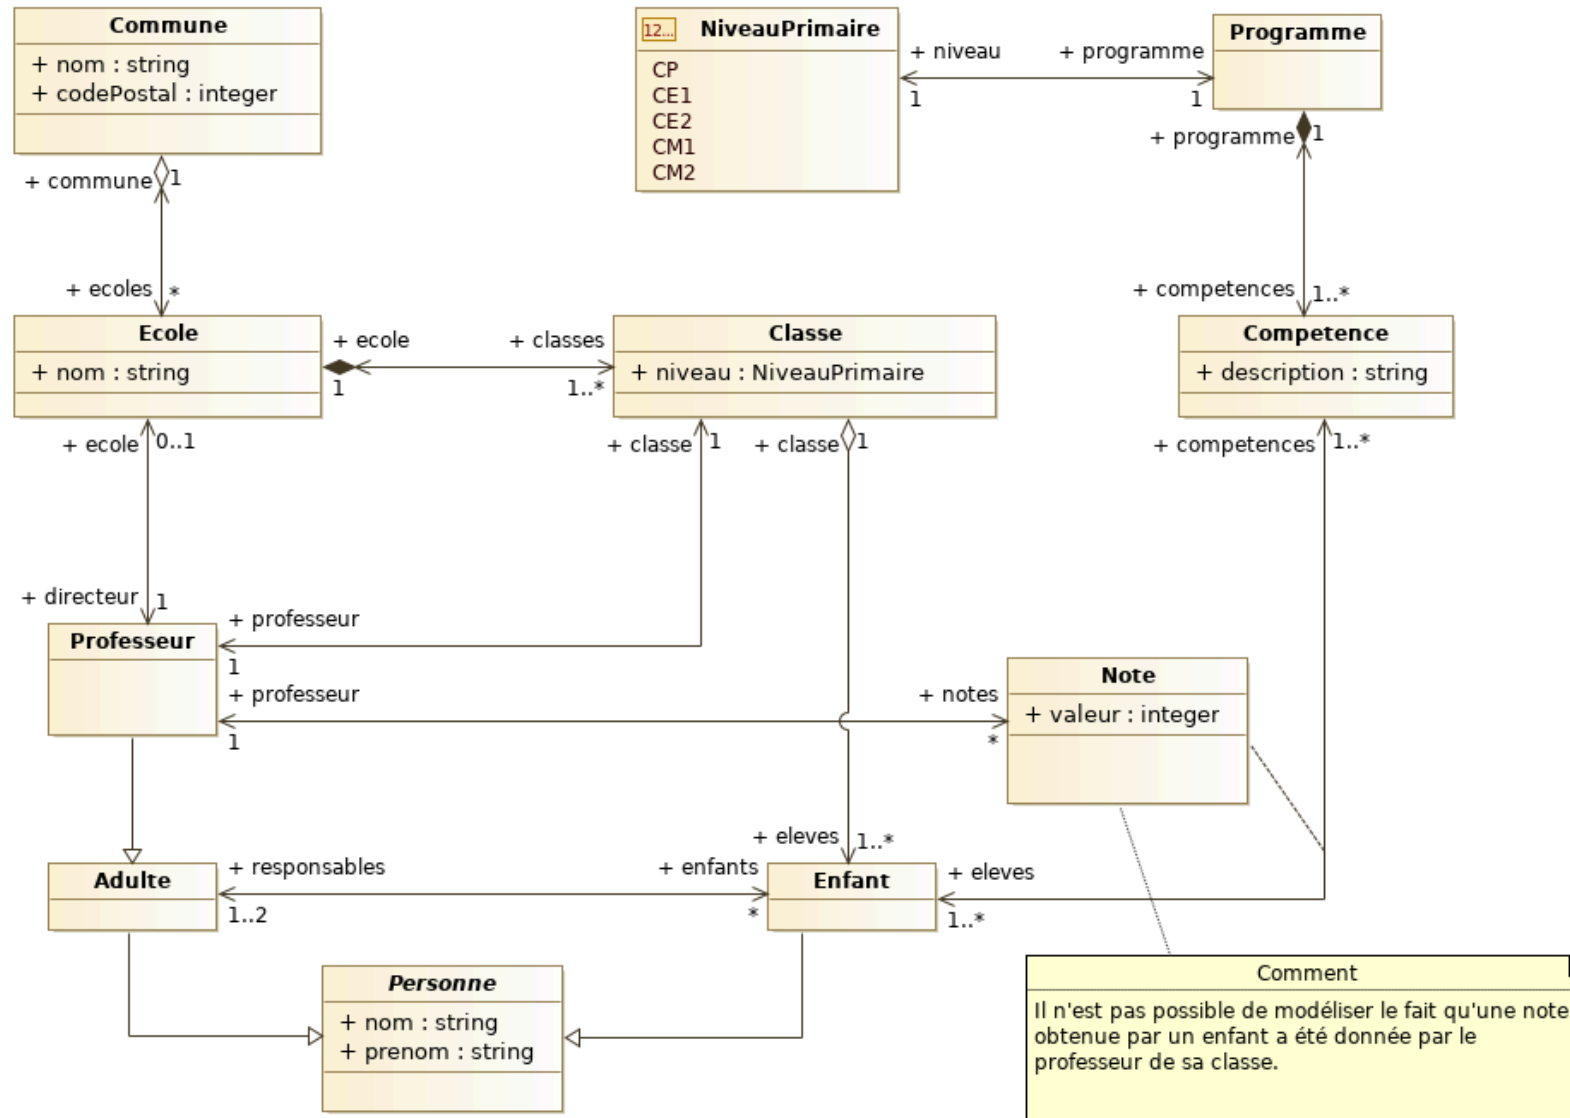 Commune
+ nom : string
+ codePostal : integer
12...
NiveauPrimaire
CP
CE1
CE2
CM1
CM2
Programme
+ niveau
+ programme
1
1
+ programme
1
+ commune
1
+ ecoles
*
+ competences
1..*
Ecole
+ nom : string
+ ecole
1
+ classes
1..*
Classe
+ niveau : NiveauPrimaire
Competence
+ description : string
+ ecole
0..1
+ classe
1
+ classe
1
+ competences
1..*
+ directeur
1
Professeur
+ professeur
1
+ professeur
1
+ notes
*
Note
+ valeur : integer
+ eleves
1..*
Adulte
+ responsables
1..2
+ enfants
*
Enfant
+ eleves
1..*
Personne
+ nom : string
+ prenom : string
Comment
Il n'est pas possible de modéliser le fait qu'une note
obtenue par un enfant a été donnée par le
professeur de sa classe.